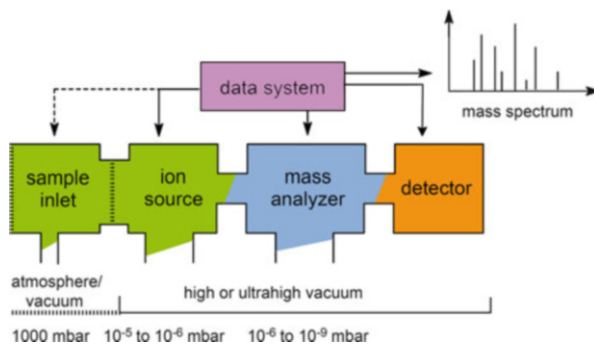 data system
mass spectrum
sample
inlet
ion
source
mass
analyzer
detector
atmosphere/
vacuum
high or ultrahigh vacuum
1000 mbar
10⁻⁵ to 10⁻⁶ mbar
10⁻⁶ to 10⁻⁹ mbar